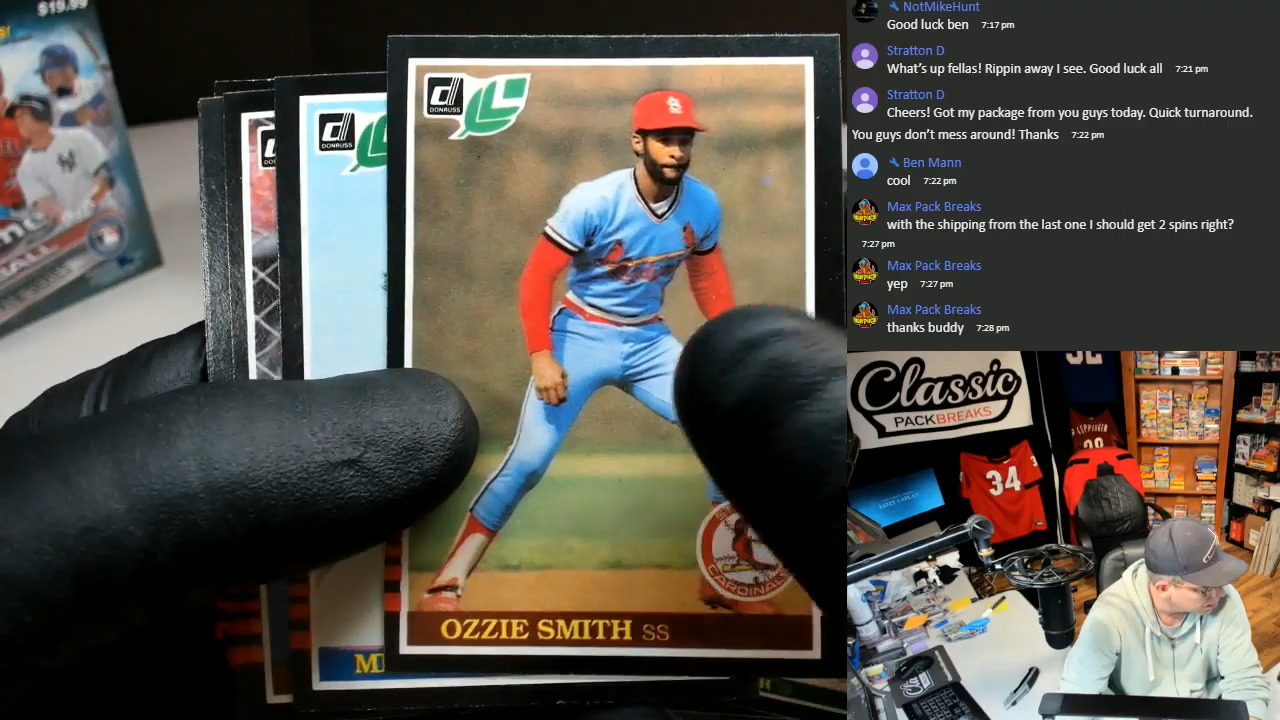 $19.99
DONRUSS
DONRUSS
CARDINALS
OZZIE SMITH SS
NotMikeHunt
Good luck ben 7:17 pm
Stratton D
What's up fellas! Rippin away I see. Good luck all 7:21 pm
Stratton D
Cheers! Got my package from you guys today. Quick turnaround.
You guys don't mess around! Thanks 7:22 pm
Ben Mann
cool 7:22 pm
Max Pack Breaks
with the shipping from the last one I should get 2 spins right?
7:27 pm
Max Pack Breaks
yep 7:27 pm
Max Pack Breaks
thanks buddy 7:28 pm
Classic
PACKBREAKS
34